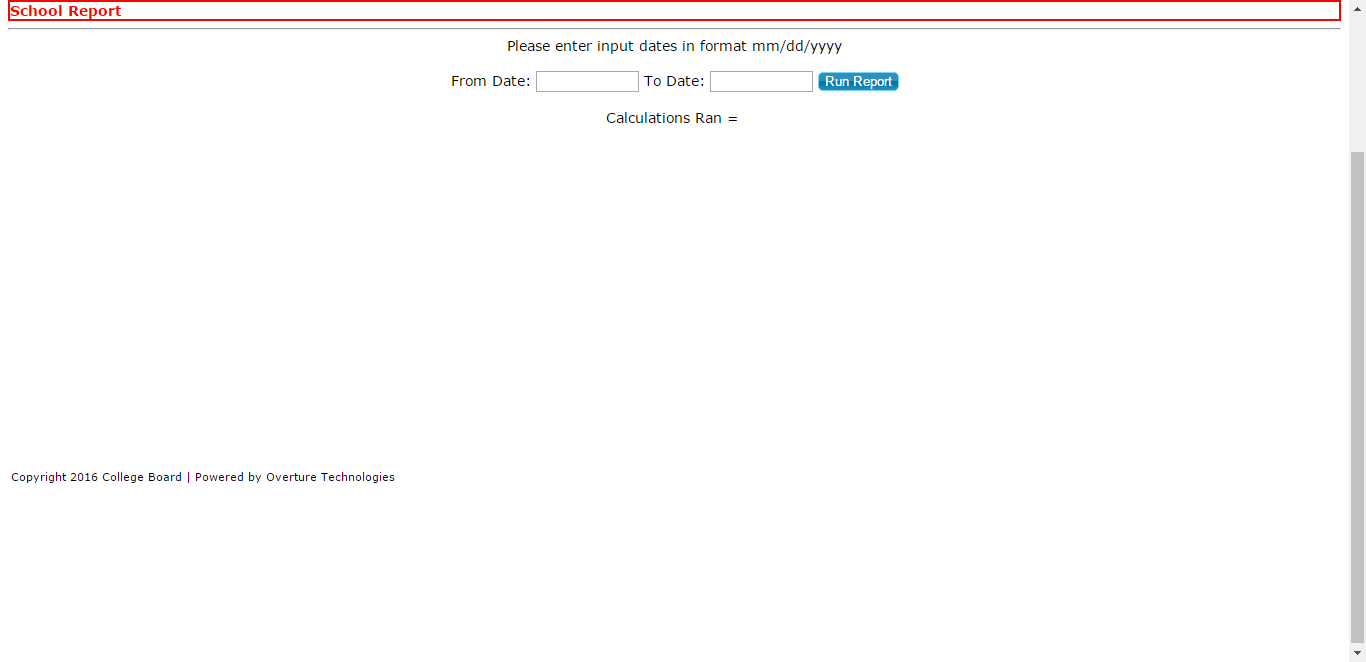 School Report
Please enter input dates in format mm/dd/yyyy
From Date: To Date: Run Report
Calculations Ran =
Copyright 2016 College Board | Powered by Overture Technologies